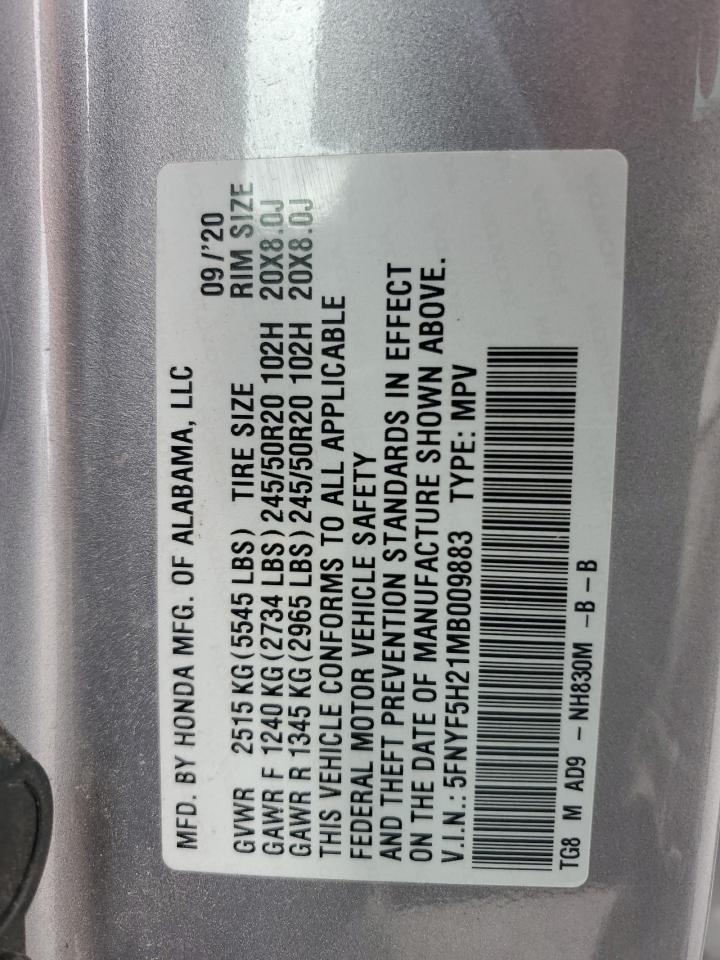 MFD. BY HONDA MFG. OF ALABAMA, LLC 09/'20
GVWR 2515 KG (5545 LBS) TIRE SIZE RIM SIZE
GAWR F 1240 KG (2734 LBS) 245/50R20 102H 20X8.0J
GAWR R 1345 KG (2965 LBS) 245/50R20 102H 20X8.0J
THIS VEHICLE CONFORMS TO ALL APPLICABLE
FEDERAL MOTOR VEHICLE SAFETY
AND THEFT PREVENTION STANDARDS IN EFFECT
ON THE DATE OF MANUFACTURE SHOWN ABOVE.
V.I.N.: 5FNYF5H21MB009883 TYPE: MPV
TG8 M AD9 -NH830M -B-B